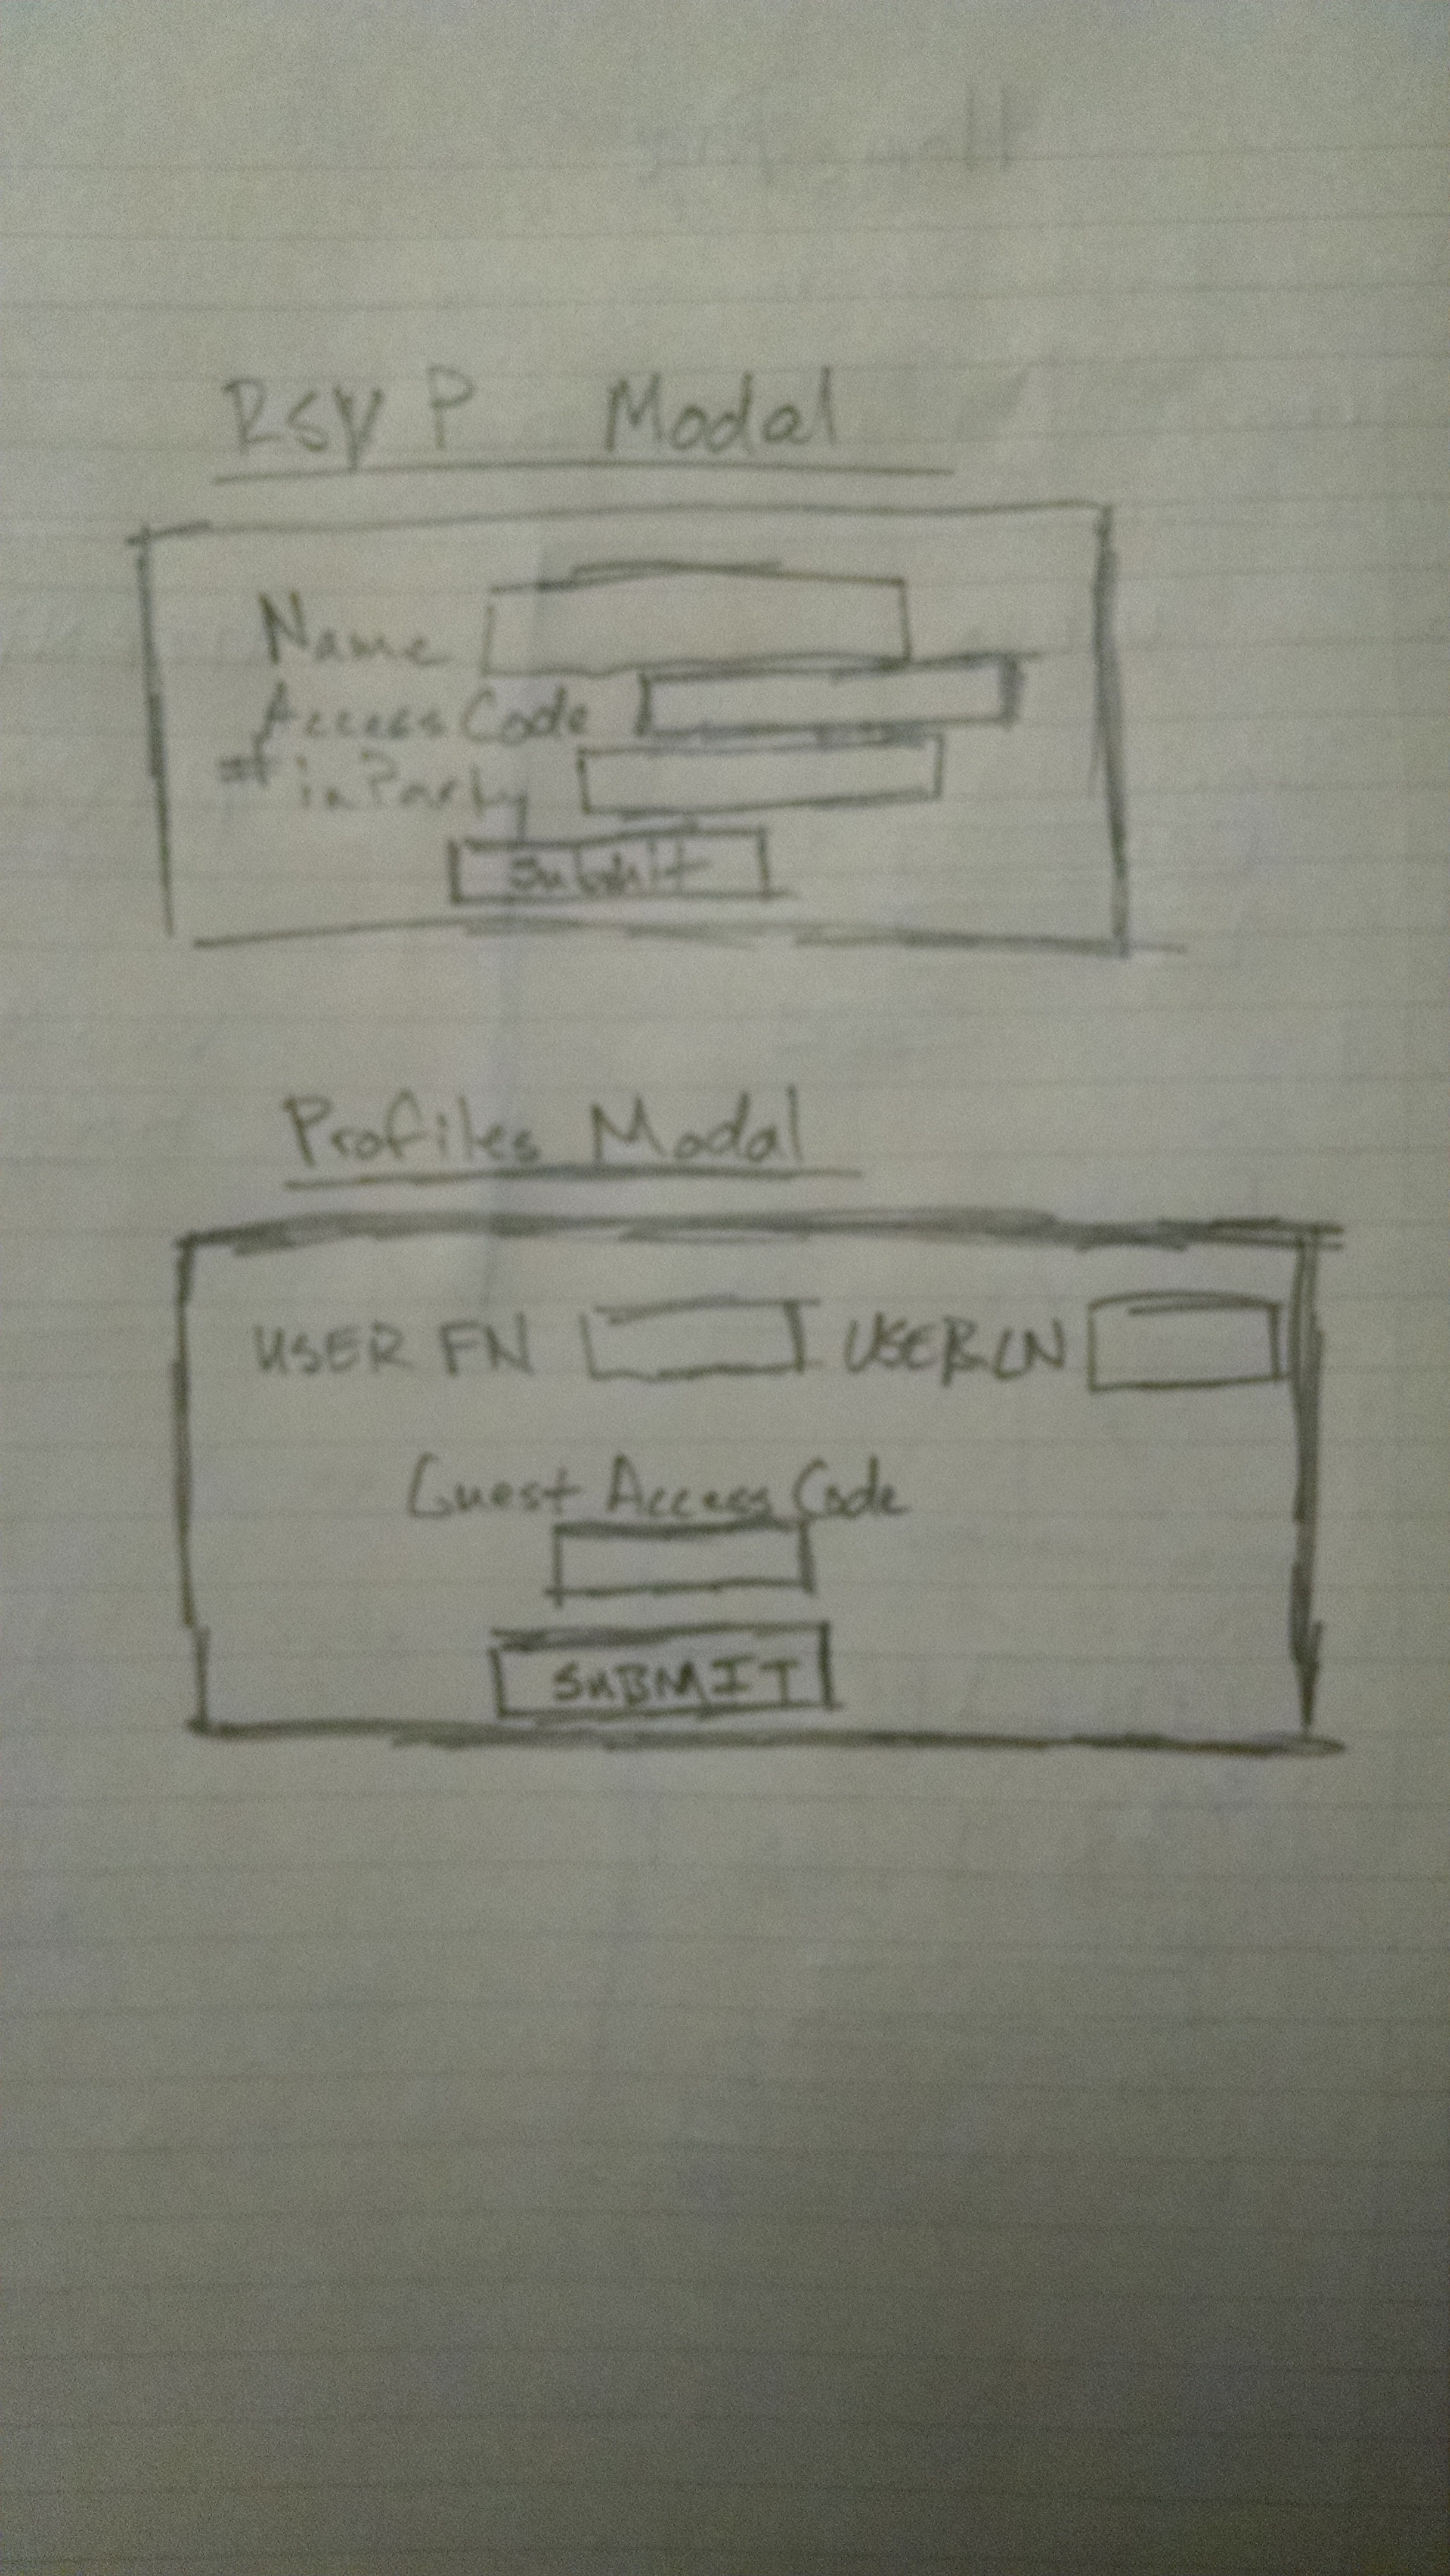 RSVP Modal
Name
Access Code
# in Party
Submit
Profiles Modal
USER FN USER LN
Guest Access Code
SUBMIT